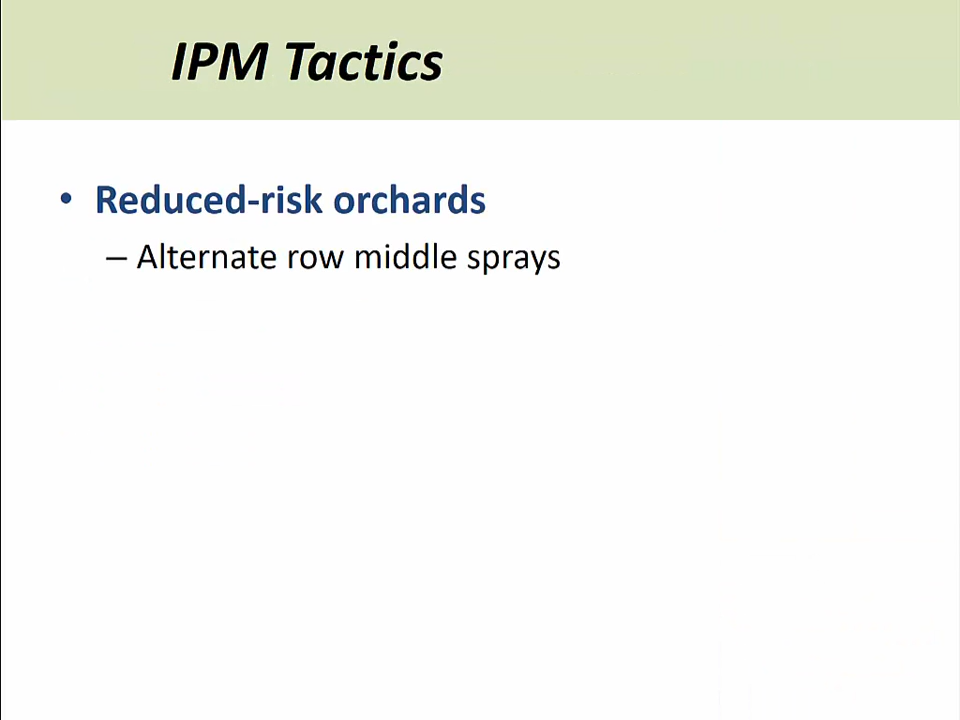 IPM Tactics
• Reduced-risk orchards
– Alternate row middle sprays